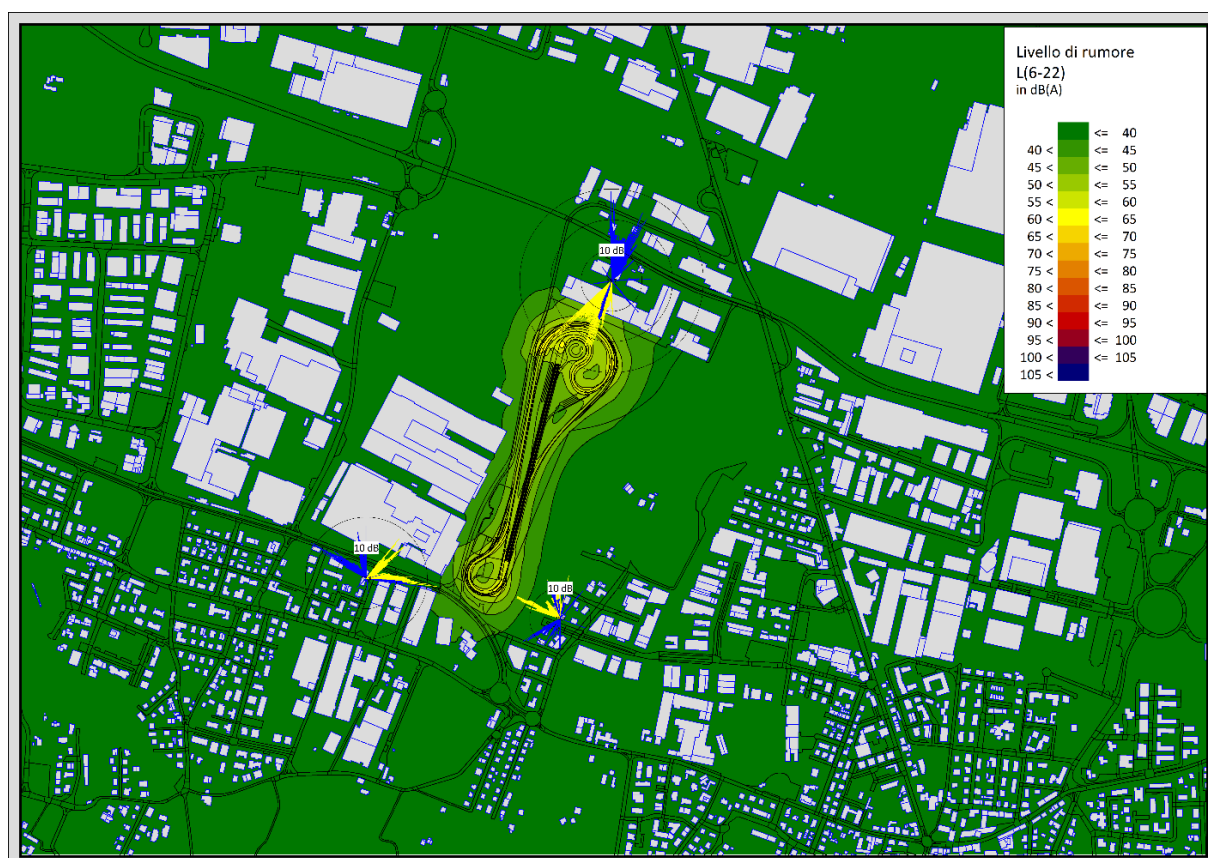 Livello di rumore
L(6-22)
in dB(A)
<= 40
40 < <= 45
45 < <= 50
50 < <= 55
55 < <= 60
60 < <= 65
65 < <= 70
70 < <= 75
75 < <= 80
80 < <= 85
85 < <= 90
90 < <= 95
95 < <= 100
100 < <= 105
105 <
10 dB
10 dB
10 dB